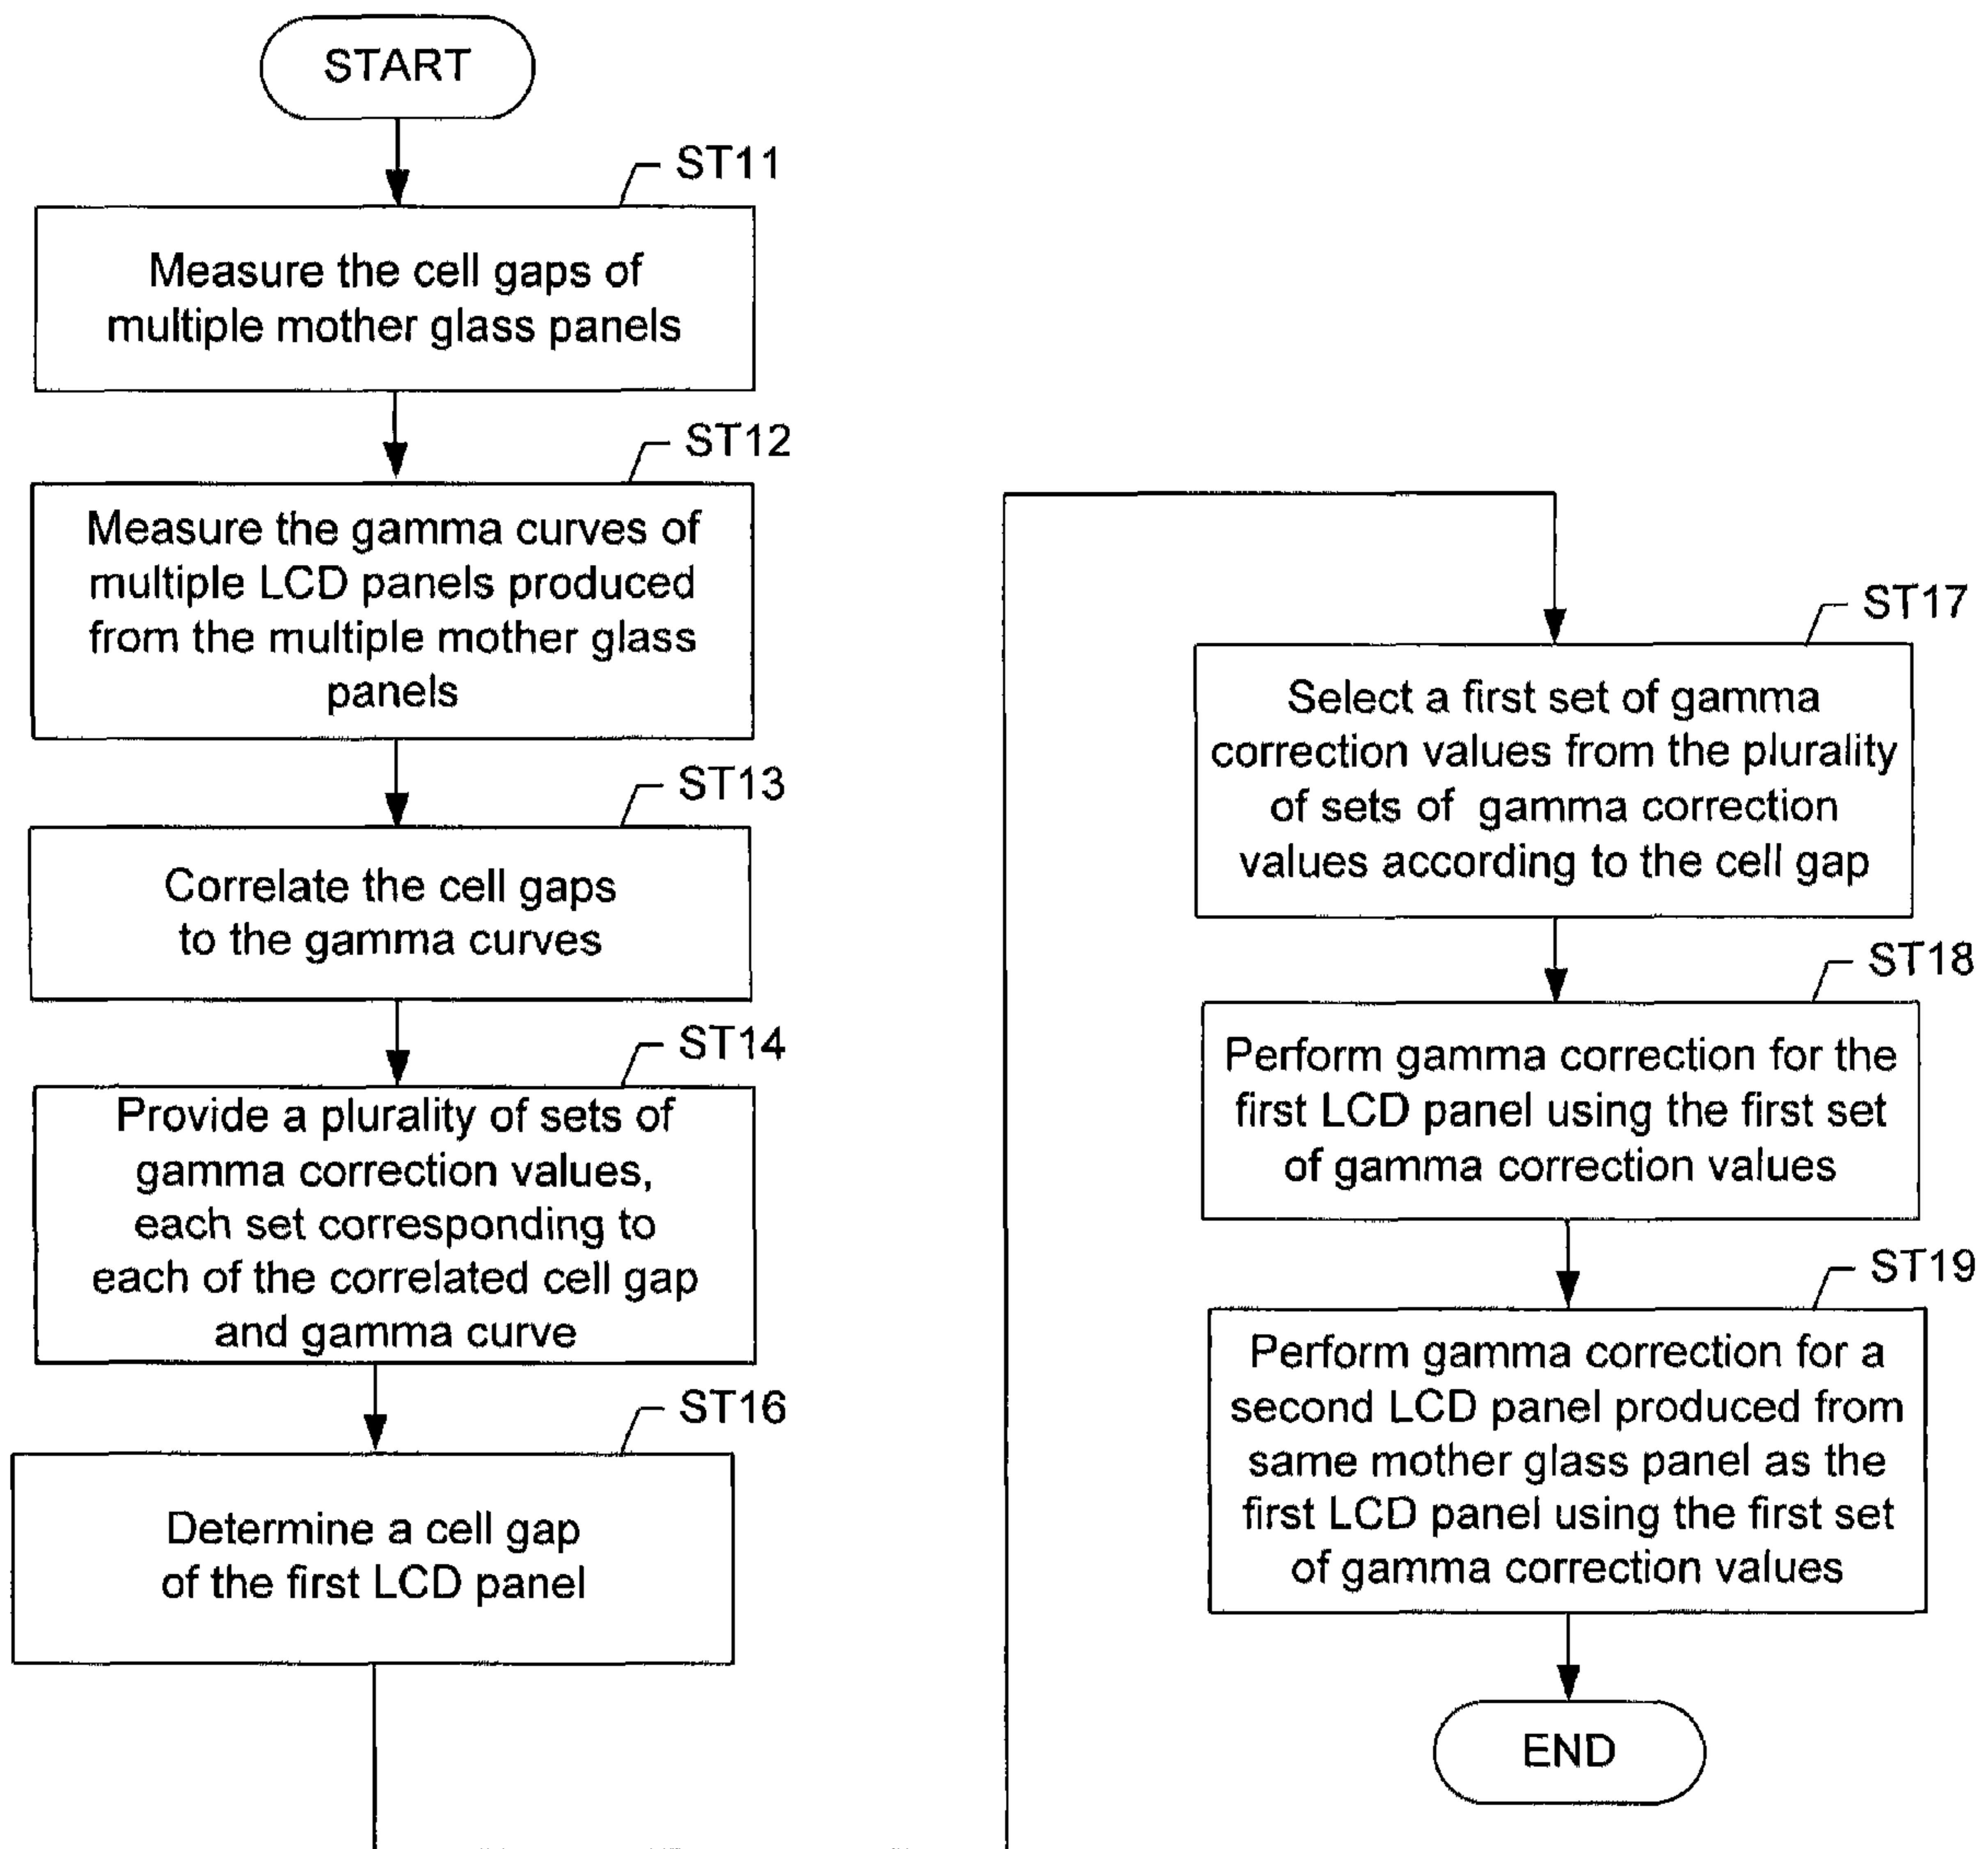 START
ST11
Measure the cell gaps of
multiple mother glass panels
ST12
Measure the gamma curves of
multiple LCD panels produced
from the multiple mother glass
panels
ST13
Correlate the cell gaps
to the gamma curves
ST14
Provide a plurality of sets of
gamma correction values,
each set corresponding to
each of the correlated cell gap
and gamma curve
ST16
Determine a cell gap
of the first LCD panel
ST17
Select a first set of gamma
correction values from the plurality
of sets of gamma correction
values according to the cell gap
ST18
Perform gamma correction for the
first LCD panel using the first set
of gamma correction values
ST19
Perform gamma correction for a
second LCD panel produced from
same mother glass panel as the
first LCD panel using the first set
of gamma correction values
END